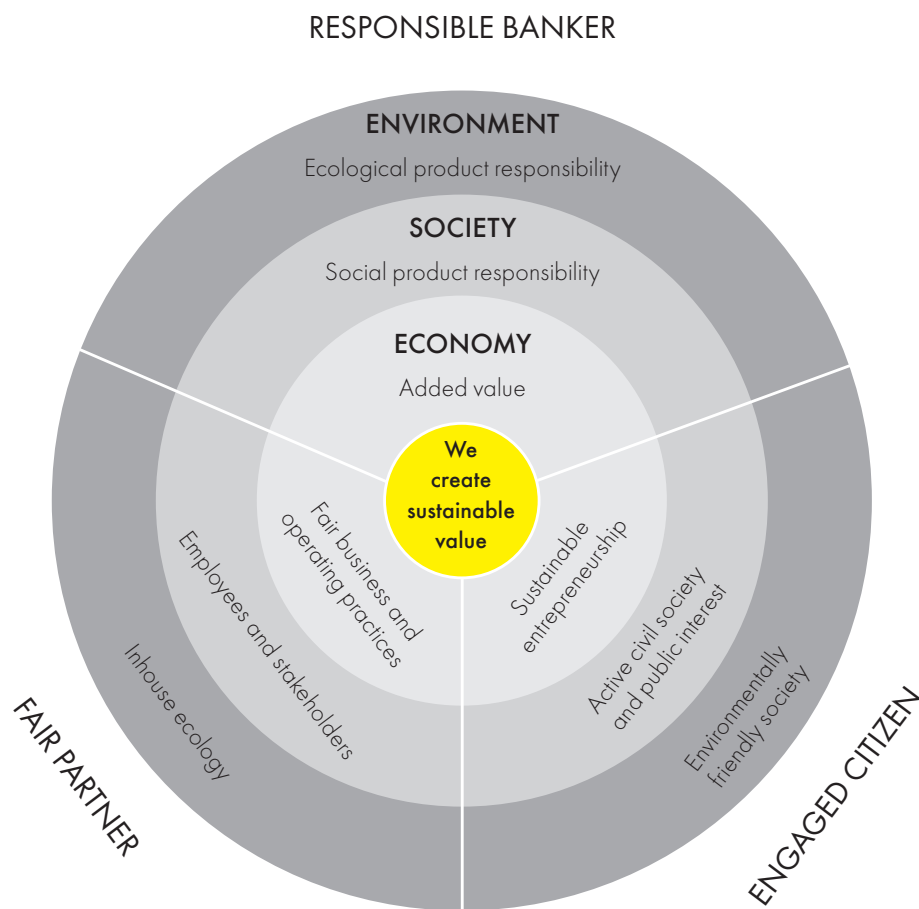 RESPONSIBLE BANKER
ENVIRONMENT
Ecological product responsibility
SOCIETY
Social product responsibility
ECONOMY
Added value
We
create
sustainable
value
Fair business and
operating practices
Employees and stakeholders
Inhouse ecology
FAIR PARTNER
Sustainable
entrepreneurship
Active civil society
and public interest
Environmentally
friendly society
ENGAGED CITIZEN